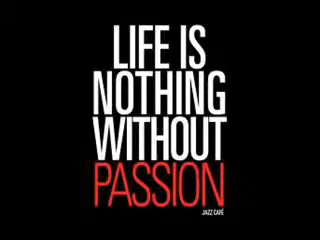 LIFE IS
NOTHING
WITHOUT
PASSION
JAZZ CAFÉ